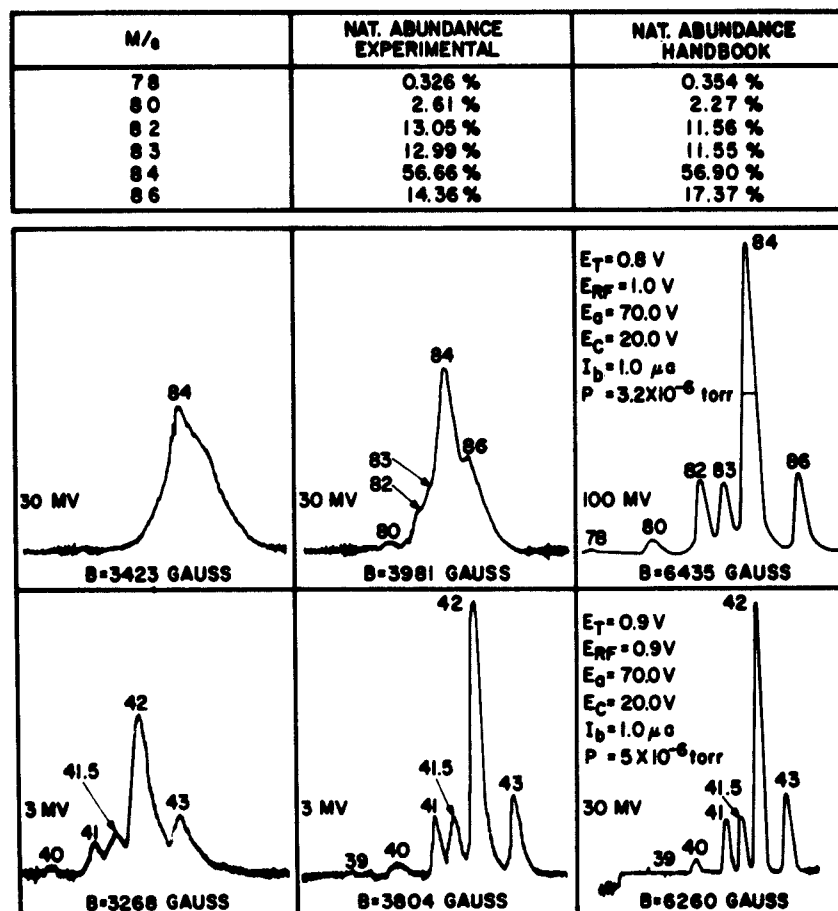 M/e NAT. ABUNDANCE EXPERIMENTAL NAT. ABUNDANCE HANDBOOK
78 0.326 % 0.354 %
80 2.61 % 2.27 %
82 13.05 % 11.56 %
83 12.99 % 11.55 %
84 56.66 % 56.90 %
86 14.36 % 17.37 %
84
30 MV
B=3423 GAUSS
84
86
83
82
30 MV
80
B=3981 GAUSS
84
E_T=0.8 V
E_RF=1.0 V
E_a=70.0 V
E_C=20.0 V
I_b=1.0 μa
P =3.2X10^-6 torr
82 83 86
100 MV
78 80
B=6435 GAUSS
42
41.5
43
3 MV
41
40
B=3268 GAUSS
42
41.5
43
3 MV
41
39 40
B=3804 GAUSS
42
E_T=0.9 V
E_RF=0.9 V
E_a=70.0 V
E_C=20.0 V
I_b=1.0 μa
P = 5X10^-6 torr
41.5 43
30 MV
41
39 40
B=6260 GAUSS